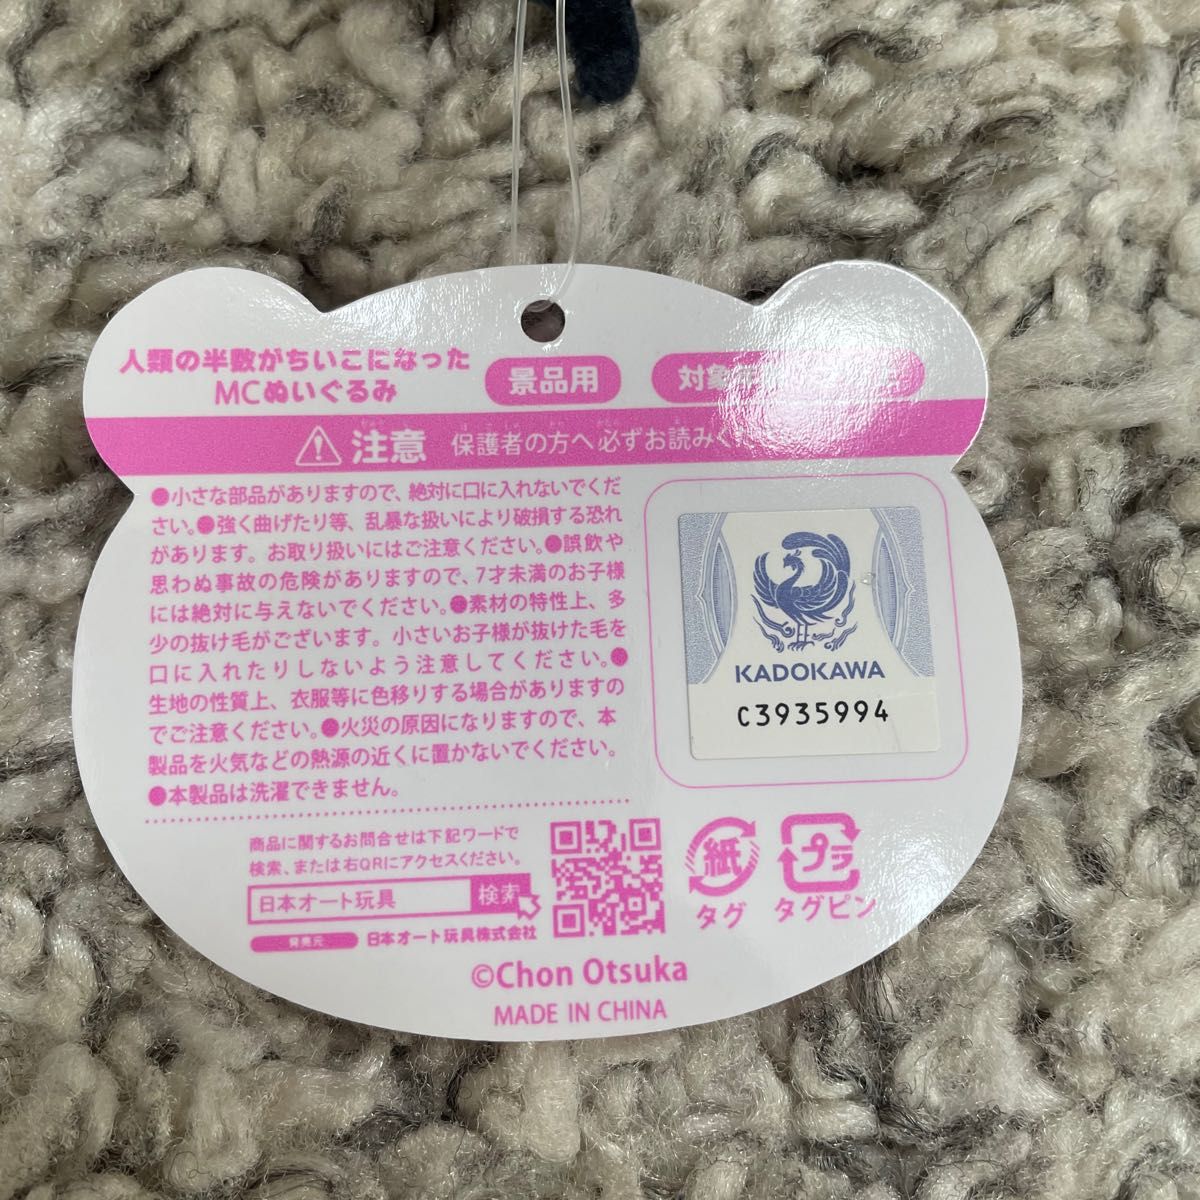 人類の半数がちいこになった
MCぬいぐるみ
景品用
対象年
注意 保護者の方へ必ずお読みく
●小さな部品がありますので、絶対に口に入れないでくだ
さい。●強く曲げたり等、乱暴な扱いにより破損する恐れ
があります。お取り扱いにはご注意ください。●誤飲や
思わぬ事故の危険がありますので、7才未満のお子様
には絶対に与えないでください。●素材の特性上、多
少の抜け毛がございます。小さいお子様が抜けた毛を
口に入れたりしないよう注意してください。●
生地の性質上、衣服等に色移りする場合がありますの
でご注意ください。●火災の原因になりますので、本
製品を火気などの熱源の近くに置かないでください。
●本製品は洗濯できません。
KADOKAWA
C3935994
商品に関するお問合せは下記ワードで
検索、または右QRにアクセスください。
日本オート玩具 検索
発売元 日本オート玩具株式会社
紙
タグ
プラ
タグピン
©Chon Otsuka
MADE IN CHINA